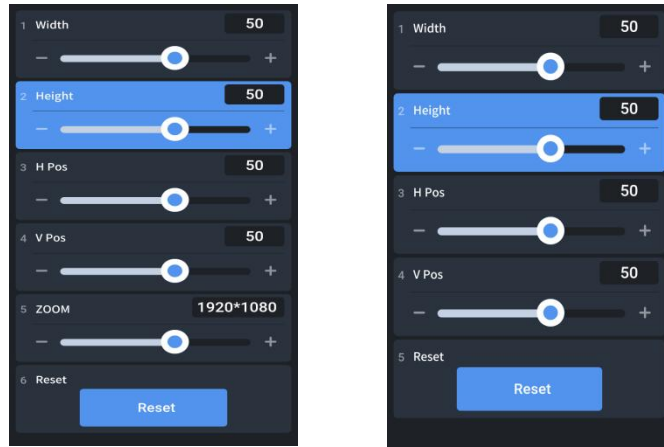 1 Width 50
− +
2 Height 50
− +
3 H Pos 50
− +
4 V Pos 50
− +
5 ZOOM 1920*1080
− +
6 Reset
Reset
1 Width 50
− +
2 Height 50
− +
3 H Pos 50
− +
4 V Pos 50
− +
5 Reset
Reset